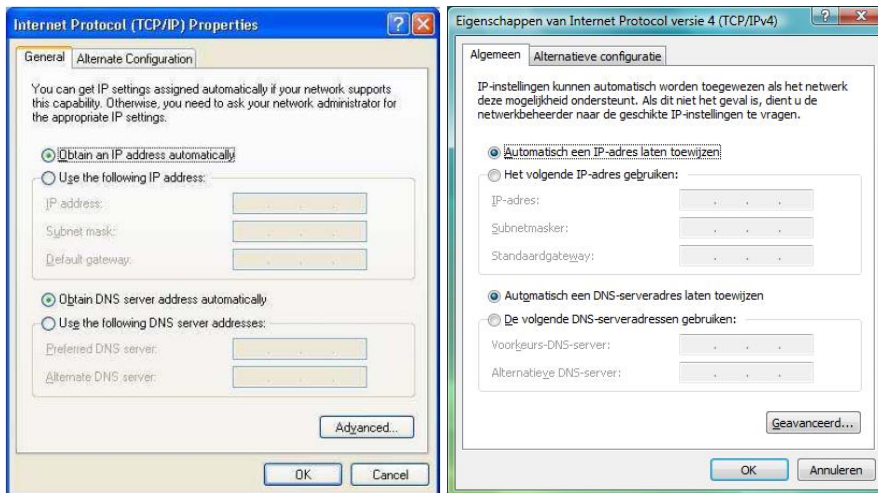 Internet Protocol (TCP/IP) Properties
General
Alternate Configuration
You can get IP settings assigned automatically if your network supports
this capability. Otherwise, you need to ask your network administrator for
the appropriate IP settings.
Obtain an IP address automatically
Use the following IP address:
IP address:
Subnet mask:
Default gateway:
Obtain DNS server address automatically
Use the following DNS server addresses:
Preferred DNS server:
Alternate DNS server:
Advanced...
OK
Cancel
Eigenschappen van Internet Protocol versie 4 (TCP/IPv4)
Algemeen
Alternatieve configuratie
IP-instellingen kunnen automatisch worden toegewezen als het netwerk
deze mogelijkheid ondersteunt. Als dit niet het geval is, dient u de
netwerkbeheerder naar de geschikte IP-instellingen te vragen.
Automatisch een IP-adres laten toewijzen
Het volgende IP-adres gebruiken:
IP-adres:
Subnetmasker:
Standaardgateway:
Automatisch een DNS-serveradres laten toewijzen
De volgende DNS-serveradressen gebruiken:
Voorkeurs-DNS-server:
Alternatieve DNS-server:
Geavanceerd...
OK
Annuleren